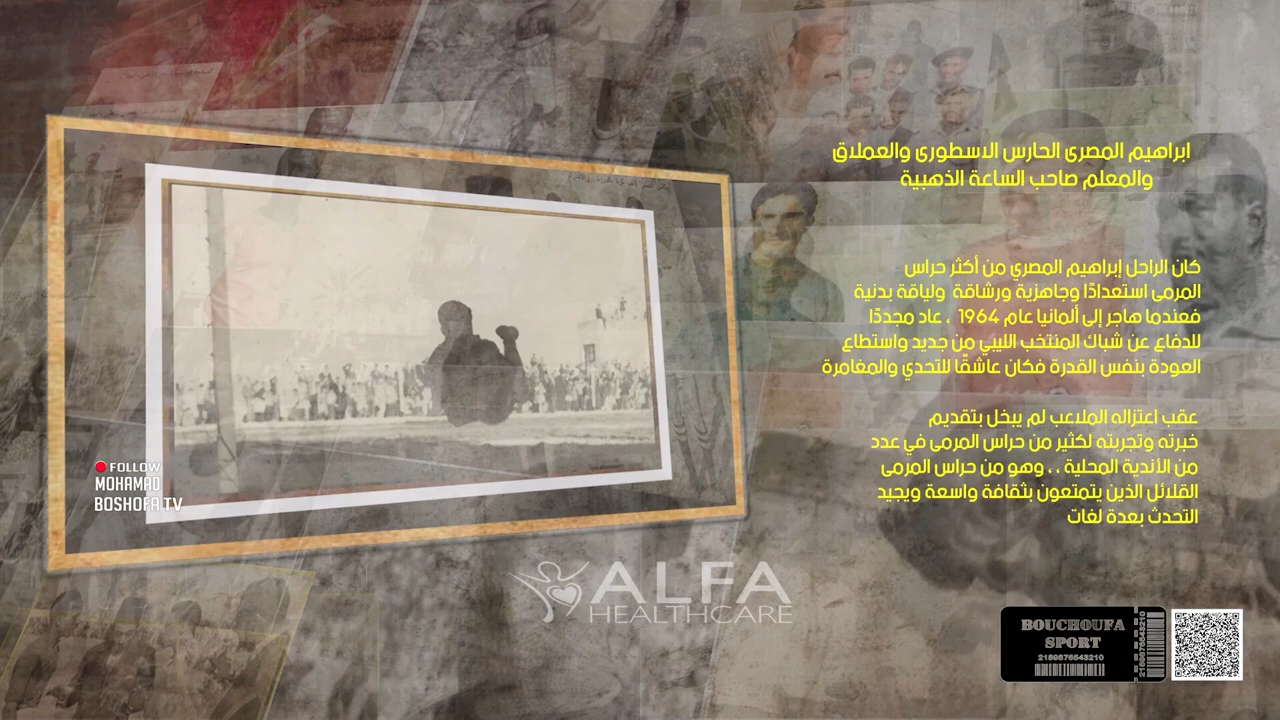 ابراهيم المصرى الحارس الاسطورى والعملاق
والمعلم صاحب الساعة الذهبية
كان الراحل إبراهيم المصري من أكثر حراس
المرمى استعدادًا وجاهزية ورشاقة ولياقة بدنية
فعندما هاجر إلى ألمانيا عام 1964 ، عاد مجددًا
للدفاع عن شباك المنتخب الليبي من جديد واستطاع
العودة بنفس القدرة فكان عاشقًا للتحدي والمغامرة
عقب اعتزاله الملاعب لم يبخل بتقديم
خبرته وتجربته لكثير من حراس المرمى في عدد
من الأندية المحلية ، ، وهو من حراس المرمى
القلائل الذين يتمتعون بثقافة واسعة ويجيد
التحدث بعدة لغات
FOLLOW
MOHAMAD
BOSHOFA TV
ALFA
HEALTHCARE
BOUCHOUFA
SPORT
2189876543210
2189876543210